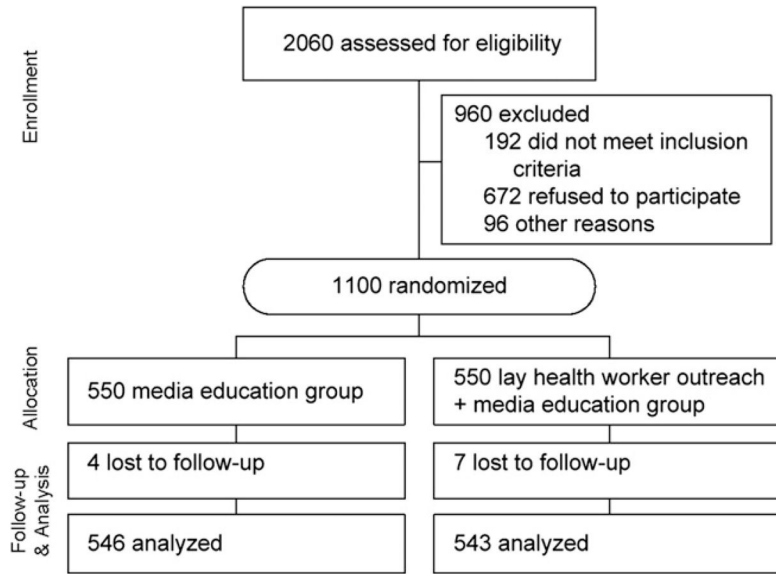 Enrollment
2060 assessed for eligibility
960 excluded
192 did not meet inclusion
criteria
672 refused to participate
96 other reasons
1100 randomized
Allocation
550 media education group
550 lay health worker outreach
+ media education group
Follow-up
& Analysis
4 lost to follow-up
7 lost to follow-up
546 analyzed
543 analyzed